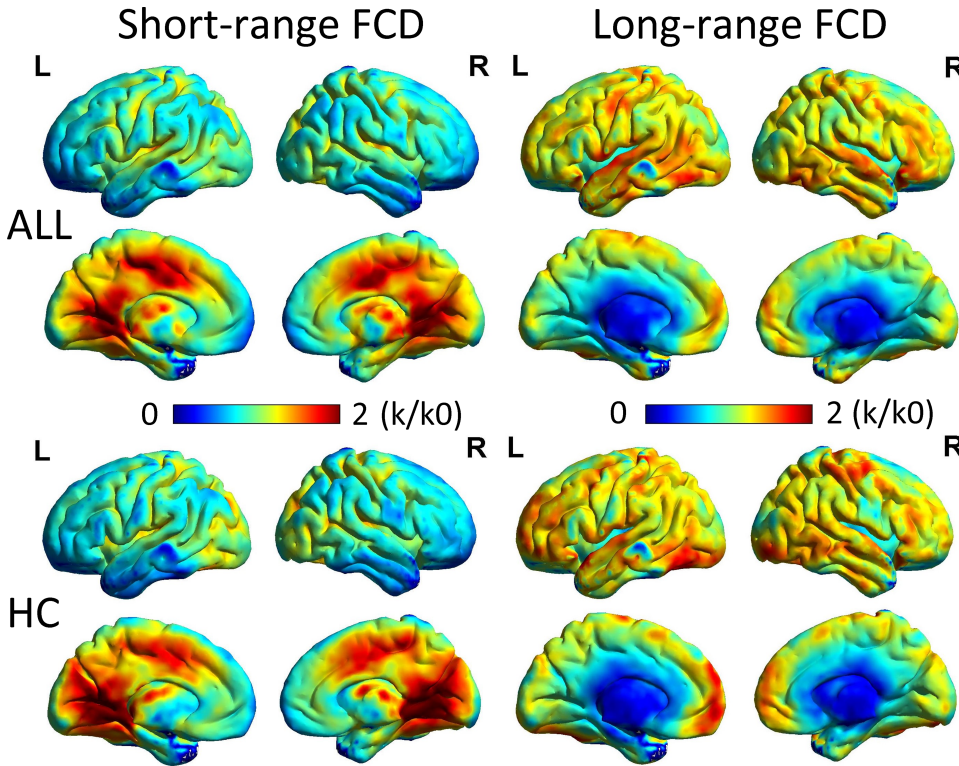 Short-range FCD Long-range FCD
L R L R
ALL
0 2 (k/k0) 0 2 (k/k0)
L R L R
HC